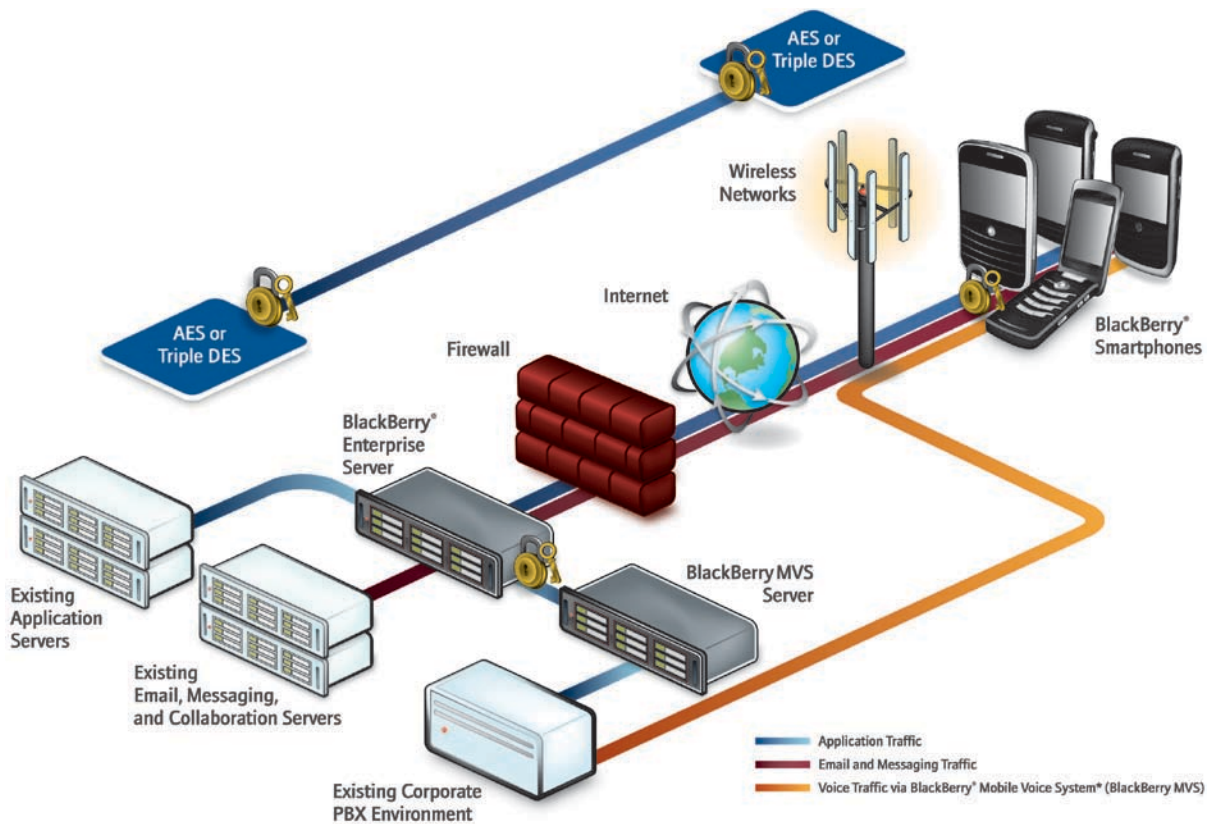 AES or
Triple DES
Wireless
Networks
Internet
BlackBerry®
Smartphones
AES or
Triple DES
Firewall
BlackBerry®
Enterprise
Server
BlackBerry MVS
Server
Existing
Application
Servers
Existing
Email, Messaging,
and Collaboration Servers
Existing Corporate
PBX Environment
Application Traffic
Email and Messaging Traffic
Voice Traffic via BlackBerry® Mobile Voice System* (BlackBerry MVS)